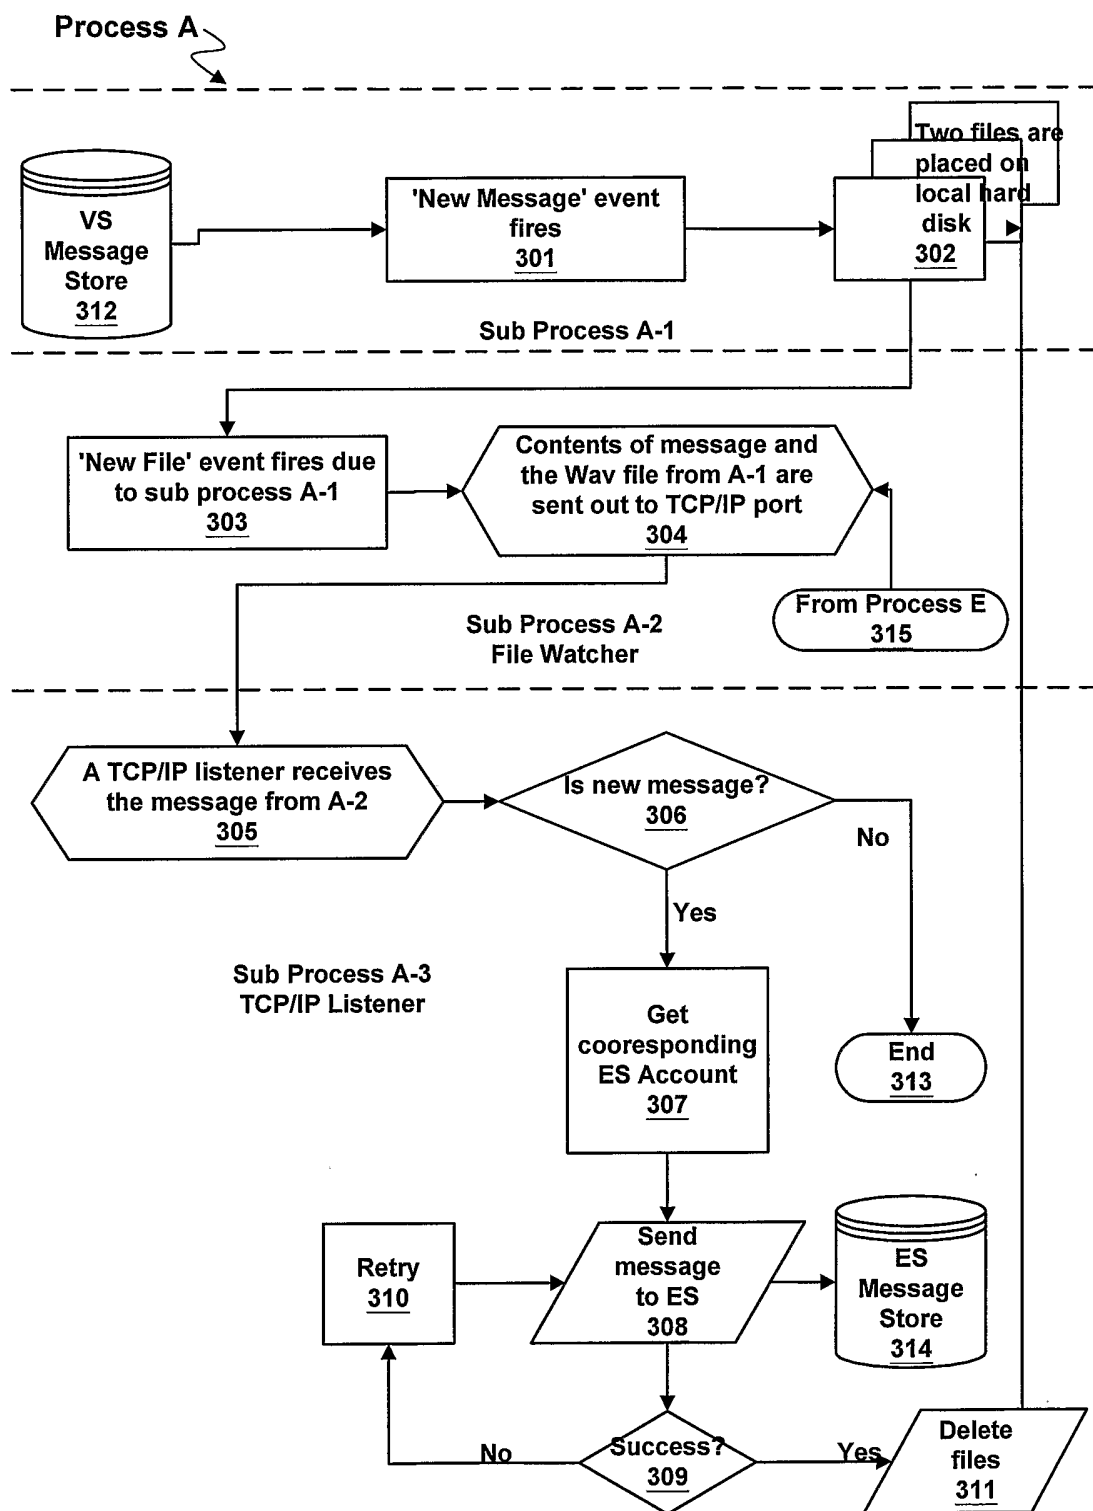 Process A
Two files are
placed on
local hard
disk
302
'New Message' event
fires
301
VS
Message
Store
312
Sub Process A-1
Contents of message and
the Wav file from A-1 are
sent out to TCP/IP port
304
'New File' event fires due
to sub process A-1
303
From Process E
315
Sub Process A-2
File Watcher
A TCP/IP listener receives
the message from A-2
305
Is new message?
306
No
Yes
Sub Process A-3
TCP/IP Listener
Get
cooresponding
ES Account
307
End
313
Send
message
to ES
308
Retry
310
ES
Message
Store
314
No
Success?
309
Yes
Delete
files
311